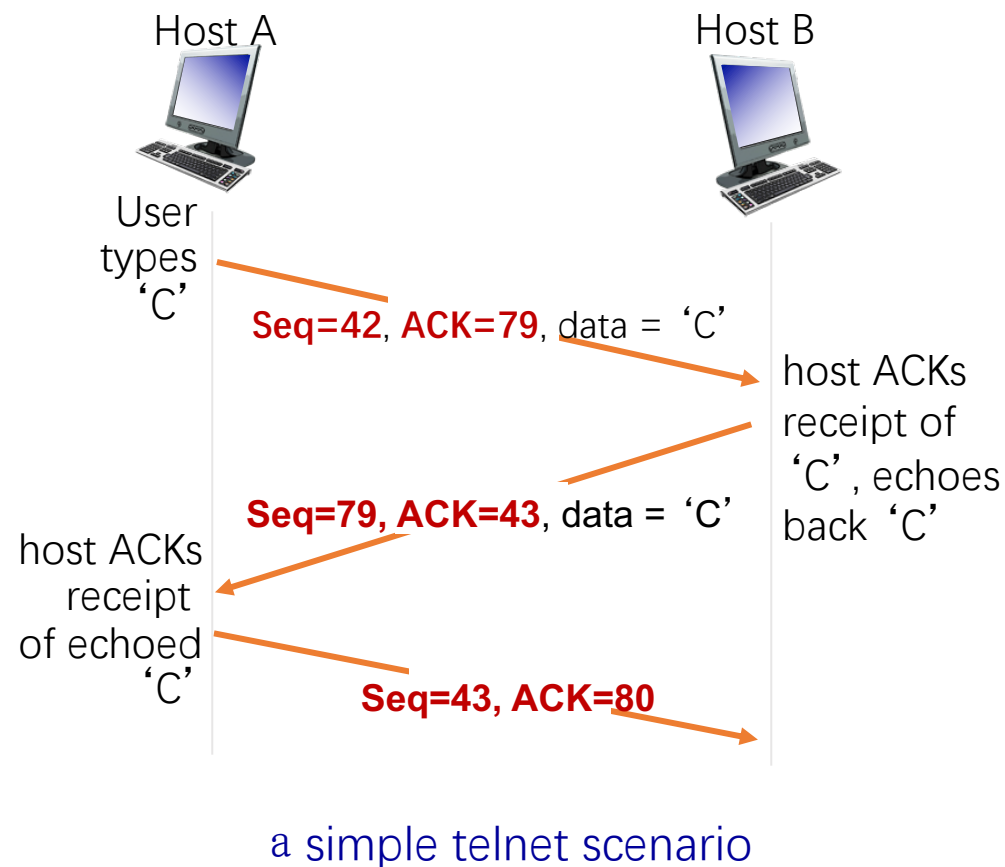 Host A
Host B
User
types
‘C’
Seq=42, ACK=79, data = ‘C’
host ACKs
receipt of
‘C’, echoes
back ‘C’
Seq=79, ACK=43, data = ‘C’
host ACKs
receipt
of echoed
‘C’
Seq=43, ACK=80
a simple telnet scenario